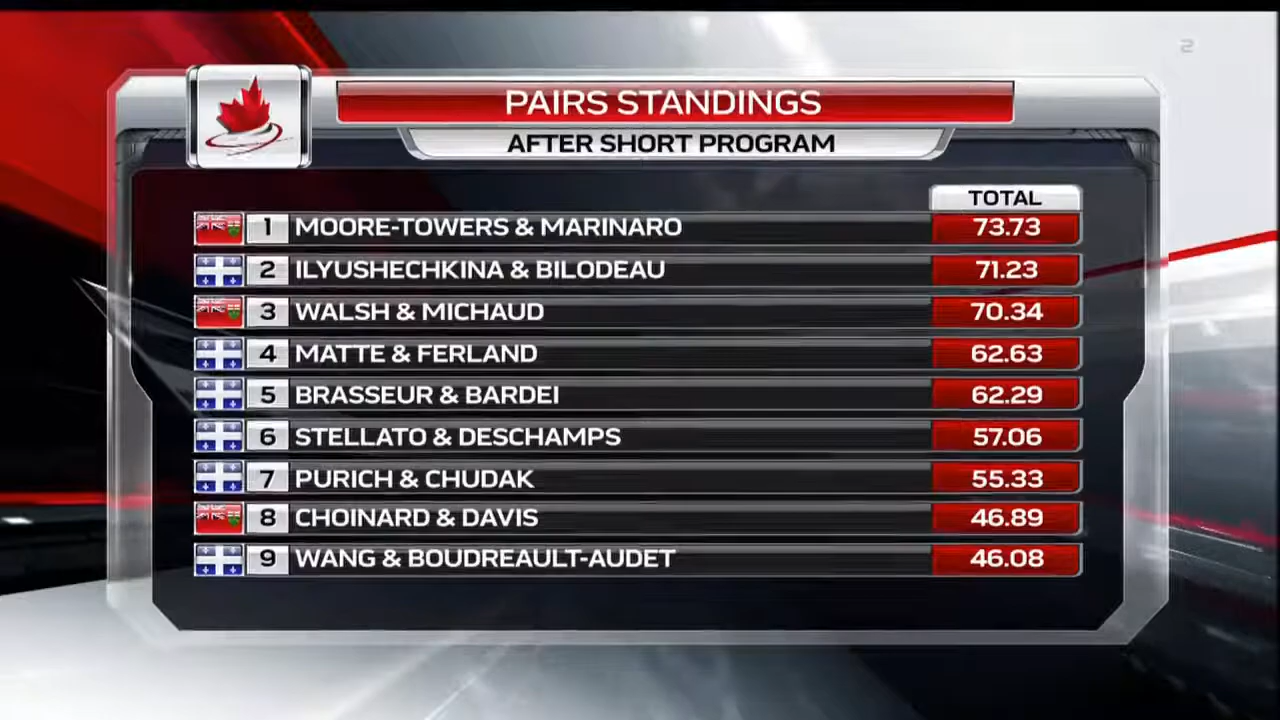 2
PAIRS STANDINGS
AFTER SHORT PROGRAM
TOTAL
1 MOORE-TOWERS & MARINARO 73.73
2 ILYUSHECHKINA & BILODEAU 71.23
3 WALSH & MICHAUD 70.34
4 MATTE & FERLAND 62.63
5 BRASSEUR & BARDEI 62.29
6 STELLATO & DESCHAMPS 57.06
7 PURICH & CHUDAK 55.33
8 CHOINARD & DAVIS 46.89
9 WANG & BOUDREAULT-AUDET 46.08